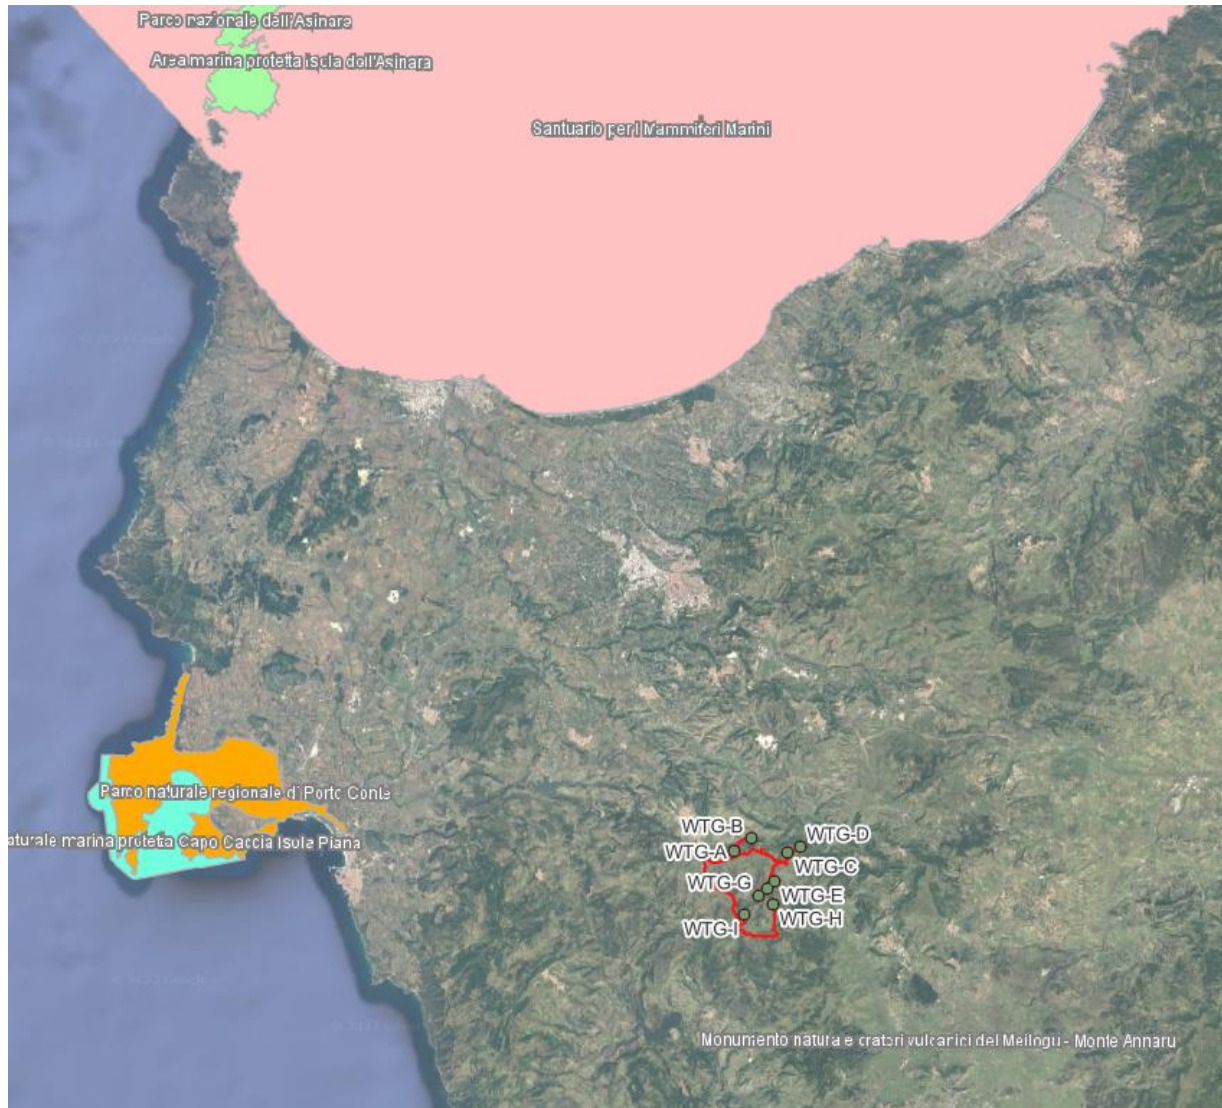 Parco nazionale dell'Asinara
Area marina protetta isola dell'Asinara
Santuario per i Mammiferi Marini
Parco naturale regionale di Porto Conte
aturale marina protetta Capo Caccia Isola Piana
WTG-B
WTG-D
WTG-A
WTG-C
WTG-G
WTG-E
WTG-H
WTG-I
Monumento naturale crateri vulcanici del Meilogu - Monte Annaru